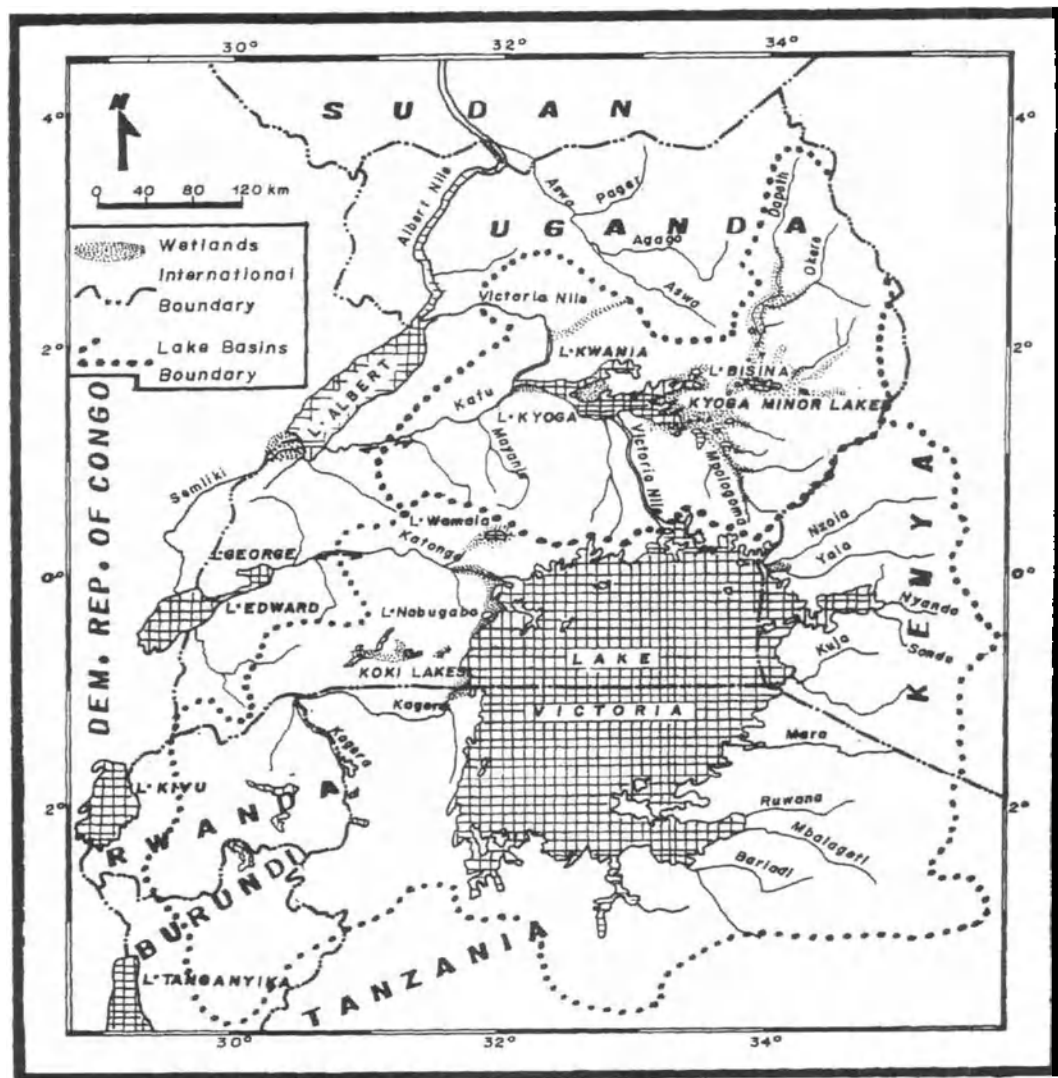 30° 32° 34°
SUDAN
4° 4°
N
0 40 80 120 km
Albert Nile
Aswa
Pager
Dopeth
UGANDA
Agago
Okere
Wetlands
International
Boundary
Lake Basins
Boundary
Victoria Nile
Aswa
2° 2°
L. ALBERT
L. KWANIA
L. BISINA
Kafu
L. KYOGA
KYOGA MINOR LAKES
Mayanja
Victoria Nile
Mpologoma
DEM. REP. OF CONGO
Semliki
L. Wamala
Katonga
Nzoia
Yala
KENYA
L. GEORGE
0° 0°
L. EDWARD
L. Nabugabo
Nyando
Kuja
Sondu
KOKI LAKES
LAKE
VICTORIA
Kagera
Kagera
Mara
L. KIVU
2° 2°
RWANDA
Ruwana
Mbalageti
Bariadi
BURUNDI
TANZANIA
L. TANGANYIKA
30° 32° 34°